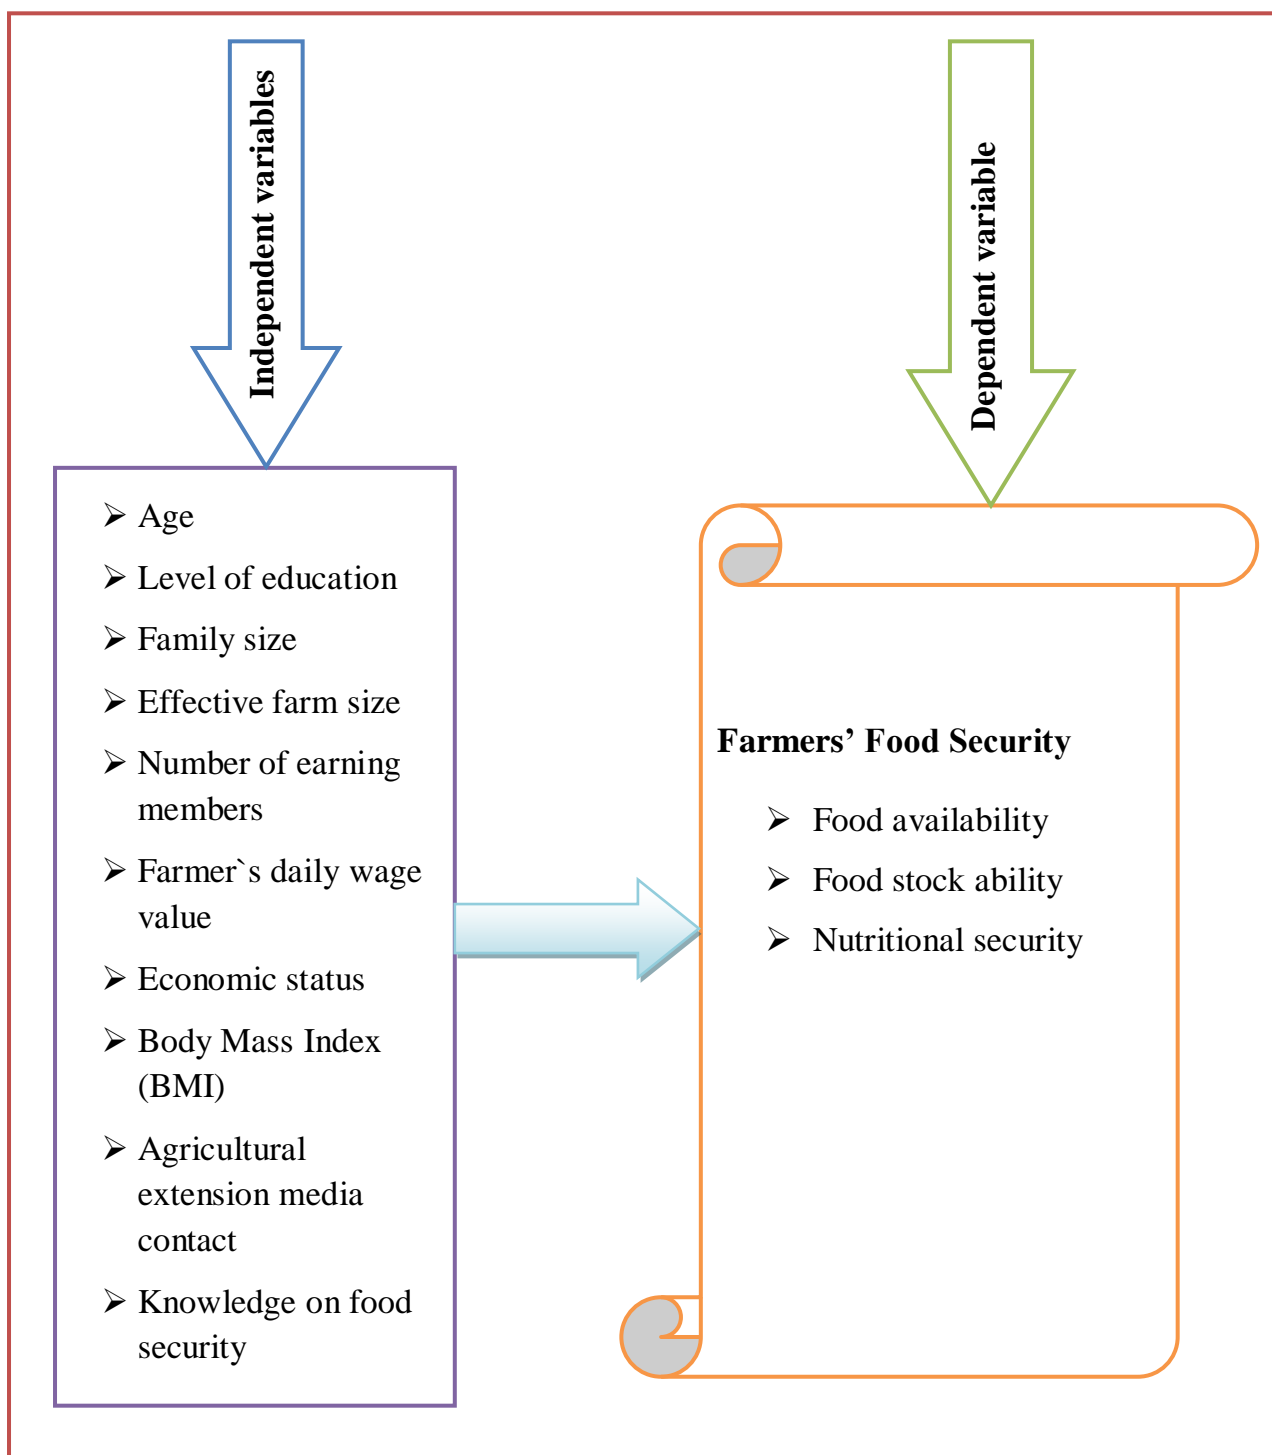 Independent variables
Dependent variable
➢ Age
➢ Level of education
➢ Family size
➢ Effective farm size
➢ Number of earning
members
➢ Farmer`s daily wage
value
➢ Economic status
➢ Body Mass Index
(BMI)
➢ Agricultural
extension media
contact
➢ Knowledge on food
security
Farmers’ Food Security
➢ Food availability
➢ Food stock ability
➢ Nutritional security